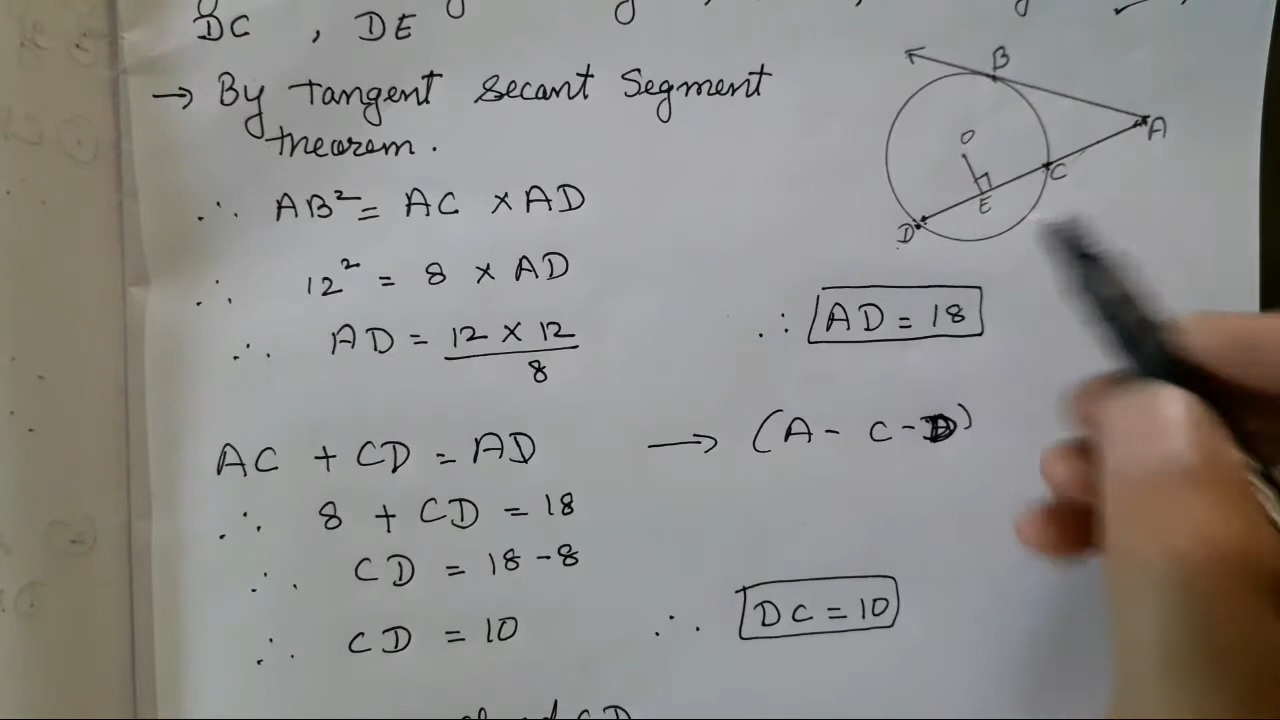 DC , DE
→ By tangent secant segment
theorem.
∴ AB² = AC × AD
∴ 12² = 8 × AD
∴ AD = 12 × 12 / 8
∴ AD = 18
AC + CD = AD → (A - C - D)
∴ 8 + CD = 18
∴ CD = 18 - 8
∴ CD = 10 ∴ DC = 10
CD
B
A
O
C
E
D